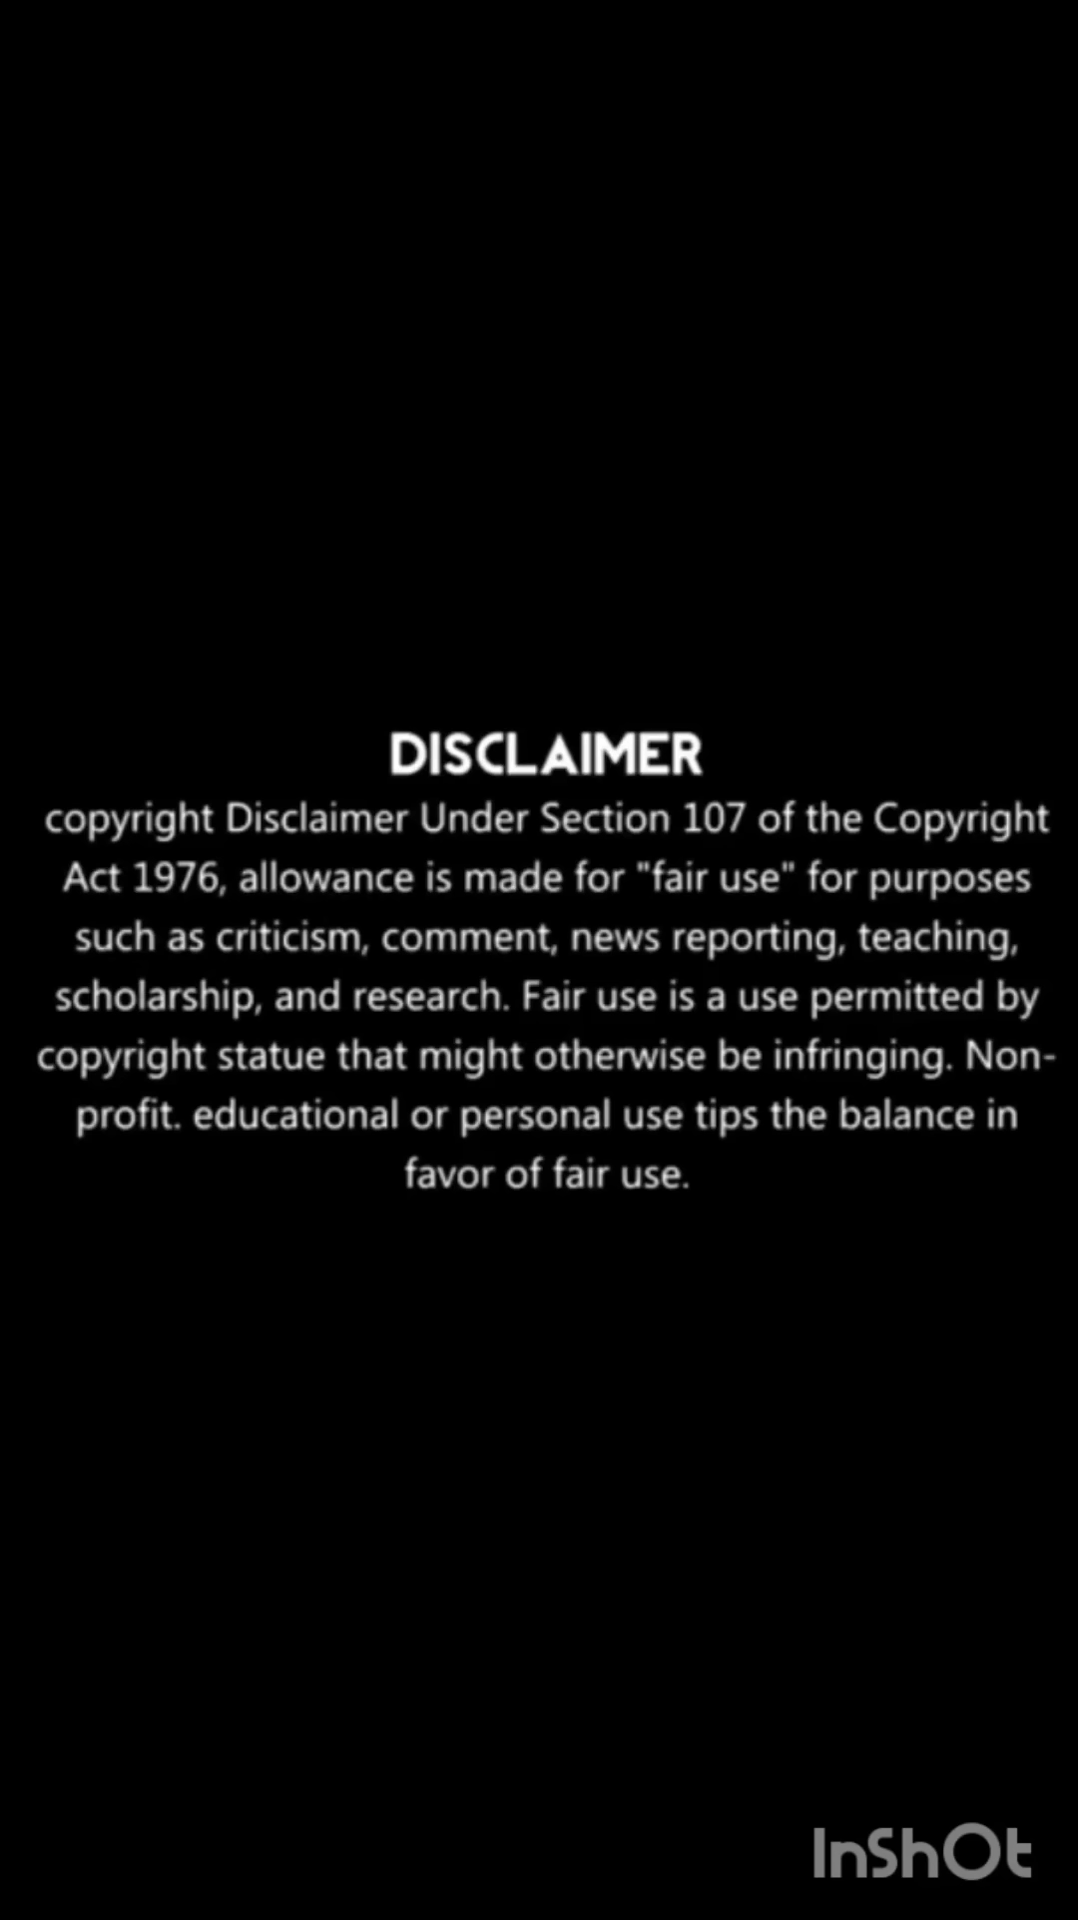 DISCLAIMER
copyright Disclaimer Under Section 107 of the Copyright
Act 1976, allowance is made for "fair use" for purposes
such as criticism, comment, news reporting, teaching,
scholarship, and research. Fair use is a use permitted by
copyright statue that might otherwise be infringing. Non-
profit. educational or personal use tips the balance in
favor of fair use.
InShOt